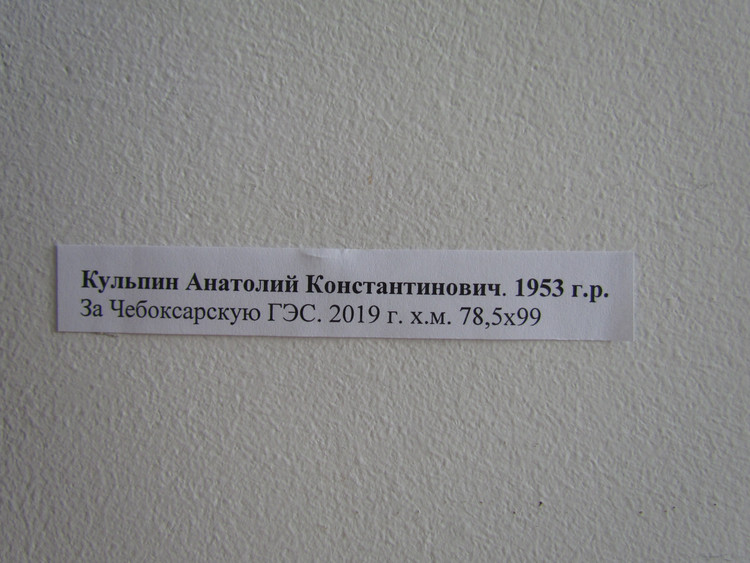 Кульпин Анатолий Константинович. 1953 г.р.
За Чебоксарскую ГЭС. 2019 г. х.м. 78,5х99